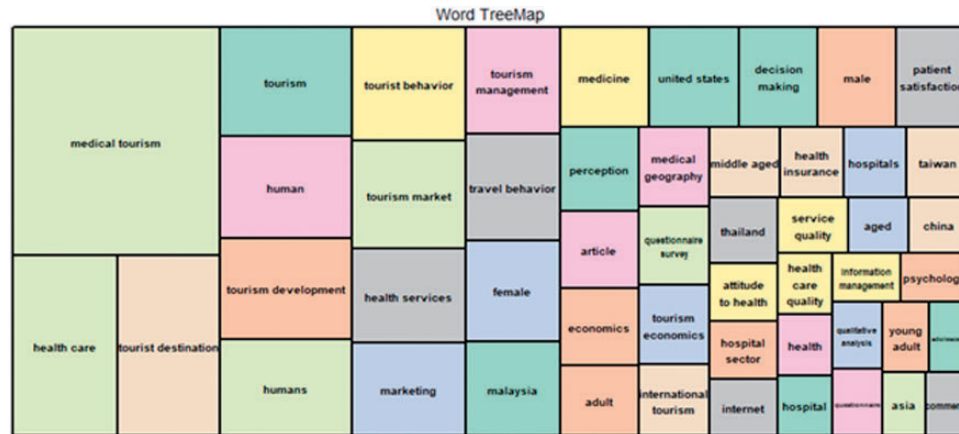 Word TreeMap
medical tourism
health care
tourist destination
tourism
human
tourism development
humans
tourist behavior
tourism market
health services
marketing
tourism
management
travel behavior
female
malaysia
medicine
united states
decision
making
male
patient
satisfaction
perception
article
economics
adult
medical
geography
questionnaire
survey
tourism
economics
international
tourism
middle aged
health
insurance
hospitals
taiwan
thailand
service
quality
aged
china
attitude
to health
health
care
quality
information
management
psycholog
hospital
sector
health
qualitative
analysis
young
adult
internet
hospital
questionnaire
asia
commer